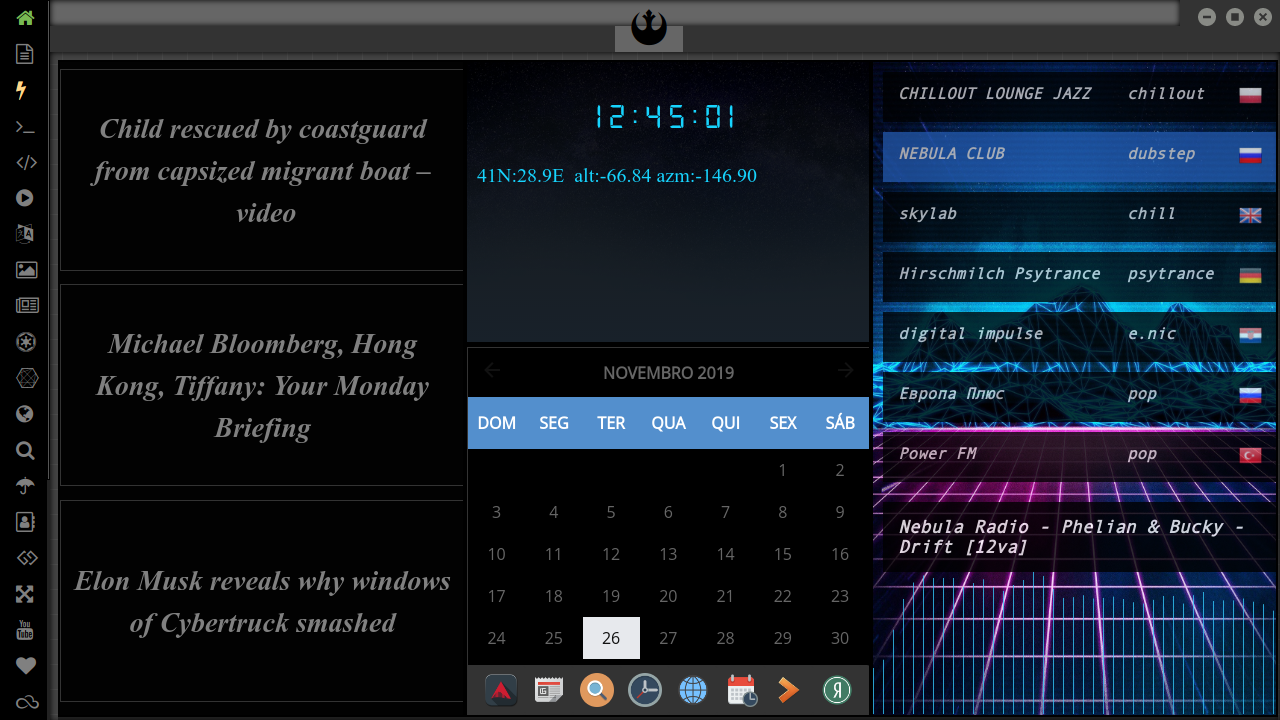 Child rescued by coastguard
from capsized migrant boat –
video
Michael Bloomberg, Hong
Kong, Tiffany: Your Monday
Briefing
Elon Musk reveals why windows
of Cybertruck smashed
12:45:01
41N:28.9E alt:-66.84 azm:-146.90
NOVEMBRO 2019
DOM SEG TER QUA QUI SEX SÁB
1 2
3 4 5 6 7 8 9
10 11 12 13 14 15 16
17 18 19 20 21 22 23
24 25 26 27 28 29 30
CHILLOUT LOUNGE JAZZ chillout
NEBULA CLUB dubstep
skylab chill
Hirschmilch Psytrance psytrance
digital impulse e.nic
Европа Плюс pop
Power FM pop
Nebula Radio - Phelian & Bucky -
Drift [12va]
You
Tube
Я